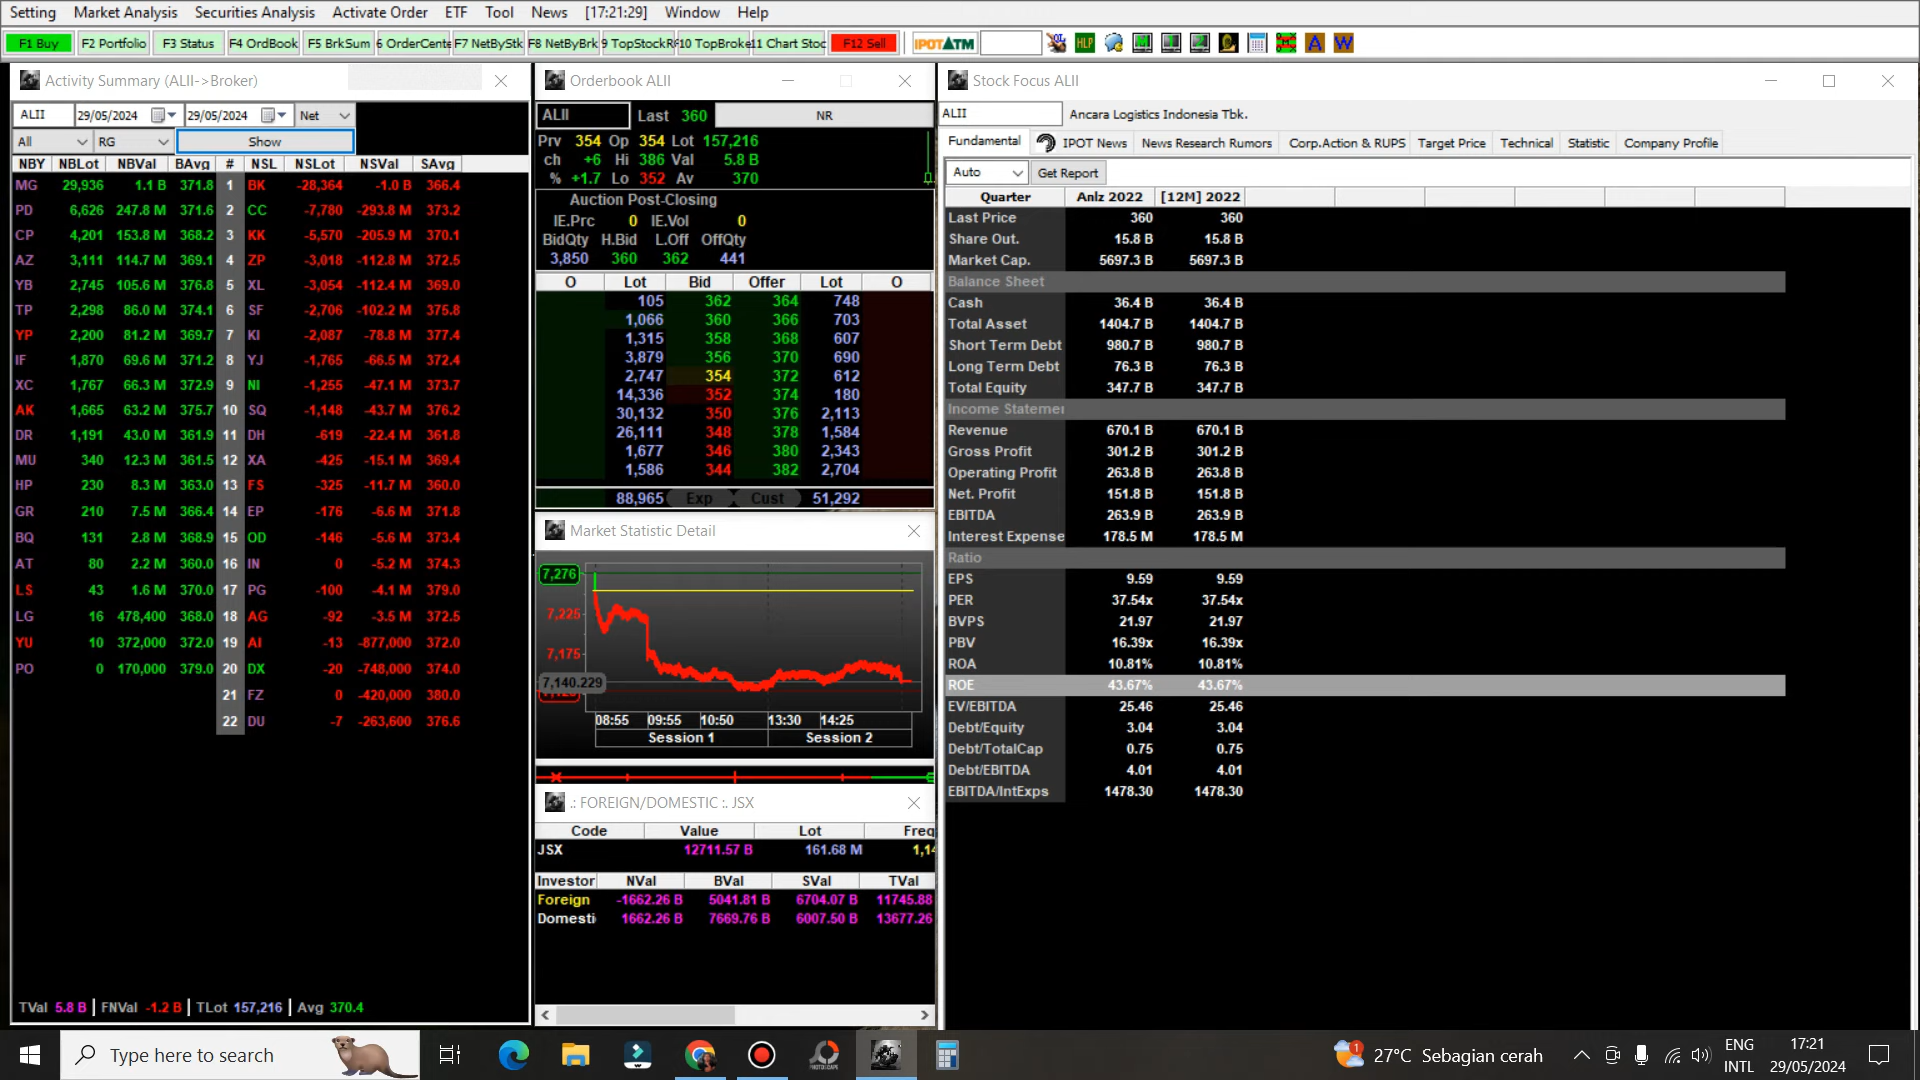 Setting Market Analysis Securities Analysis Activate Order ETF Tool News [17:21:29] Window Help
F1 Buy F2 Portfolio F3 Status F4 OrdBook F5 BrkSum 6 OrderCente F7 NetByStk F8 NetByBrk 9 TopStockR 10 TopBroke 11 Chart Stoc F12 Sell IPOTATM HLP A W
Activity Summary (ALII->Broker)
ALII 29/05/2024 29/05/2024 Net
All RG Show
NBY NBLot NBVal BAvg # NSL NSLot NSVal SAvg
MG 29,936 1.1 B 371.8 1 BK -28,364 -1.0 B 366.4
PD 6,626 247.8 M 371.6 2 CC -7,780 -293.8 M 373.2
CP 4,201 153.8 M 368.2 3 KK -5,570 -205.9 M 370.1
AZ 3,111 114.7 M 369.1 4 ZP -3,018 -112.8 M 372.5
YB 2,745 105.6 M 376.8 5 XL -3,054 -112.4 M 369.0
TP 2,298 86.0 M 374.1 6 SF -2,706 -102.2 M 375.8
YP 2,200 81.2 M 369.7 7 KI -2,087 -78.8 M 377.4
IF 1,870 69.6 M 371.2 8 YJ -1,765 -66.5 M 372.4
XC 1,767 66.3 M 372.9 9 NI -1,255 -47.1 M 373.7
AK 1,665 63.2 M 375.7 10 SQ -1,148 -43.7 M 376.2
DR 1,191 43.0 M 361.9 11 DH -619 -22.4 M 361.8
MU 340 12.3 M 361.5 12 XA -425 -15.1 M 369.4
HP 230 8.3 M 363.0 13 FS -325 -11.7 M 360.0
GR 210 7.5 M 366.4 14 EP -176 -6.6 M 371.8
BQ 131 2.8 M 368.9 15 OD -146 -5.6 M 373.4
AT 80 2.2 M 360.0 16 IN 0 -5.2 M 374.3
LS 43 1.6 M 370.0 17 PG -100 -4.1 M 379.0
LG 16 478,400 368.0 18 AG -92 -3.5 M 372.5
YU 10 372,000 372.0 19 AI -13 -877,000 372.0
PO 0 170,000 379.0 20 DX -20 -748,000 374.0
21 FZ 0 -420,000 380.0
22 DU -7 -263,600 376.6
TVal 5.8 B FNVal -1.2 B TLot 157,216 Avg 370.4
Orderbook ALII
ALII Last 360 NR
Prv 354 Op 354 Lot 157,216
ch +6 Hi 386 Val 5.8 B
% +1.7 Lo 352 Av 370
Auction Post-Closing
IE.Prc 0 IE.Vol 0
BidQty H.Bid L.Off OffQty
3,850 360 362 441
O Lot Bid Offer Lot O
105 362 364 748
1,066 360 366 703
1,315 358 368 607
3,879 356 370 690
2,747 354 372 612
14,336 352 374 180
30,132 350 376 2,113
26,111 348 378 1,584
1,677 346 380 2,343
1,586 344 382 2,704
88,965 Exp Cust 51,292
Market Statistic Detail
7,276
7,225
7,175
7,140.229
08:55 09:55 10:50 13:30 14:25
Session 1 Session 2
.: FOREIGN/DOMESTIC :. JSX
Code Value Lot Freq
JSX 12711.57 B 161.68 M 1,14
Investor NVal BVal SVal TVal
Foreign -1662.26 B 5041.81 B 6704.07 B 11745.88
Domesti 1662.26 B 7669.76 B 6007.50 B 13677.26
Stock Focus ALII
ALII Ancara Logistics Indonesia Tbk.
Fundamental IPOT News News Research Rumors Corp.Action & RUPS Target Price Technical Statistic Company Profile
Auto Get Report
Quarter Anlz 2022 [12M] 2022
Last Price 360 360
Share Out. 15.8 B 15.8 B
Market Cap. 5697.3 B 5697.3 B
Balance Sheet
Cash 36.4 B 36.4 B
Total Asset 1404.7 B 1404.7 B
Short Term Debt 980.7 B 980.7 B
Long Term Debt 76.3 B 76.3 B
Total Equity 347.7 B 347.7 B
Income Statemer
Revenue 670.1 B 670.1 B
Gross Profit 301.2 B 301.2 B
Operating Profit 263.8 B 263.8 B
Net. Profit 151.8 B 151.8 B
EBITDA 263.9 B 263.9 B
Interest Expense 178.5 M 178.5 M
Ratio
EPS 9.59 9.59
PER 37.54x 37.54x
BVPS 21.97 21.97
PBV 16.39x 16.39x
ROA 10.81% 10.81%
ROE 43.67% 43.67%
EV/EBITDA 25.46 25.46
Debt/Equity 3.04 3.04
Debt/TotalCap 0.75 0.75
Debt/EBITDA 4.01 4.01
EBITDA/IntExps 1478.30 1478.30
Type here to search
27°C Sebagian cerah
ENG
INTL
17:21
29/05/2024